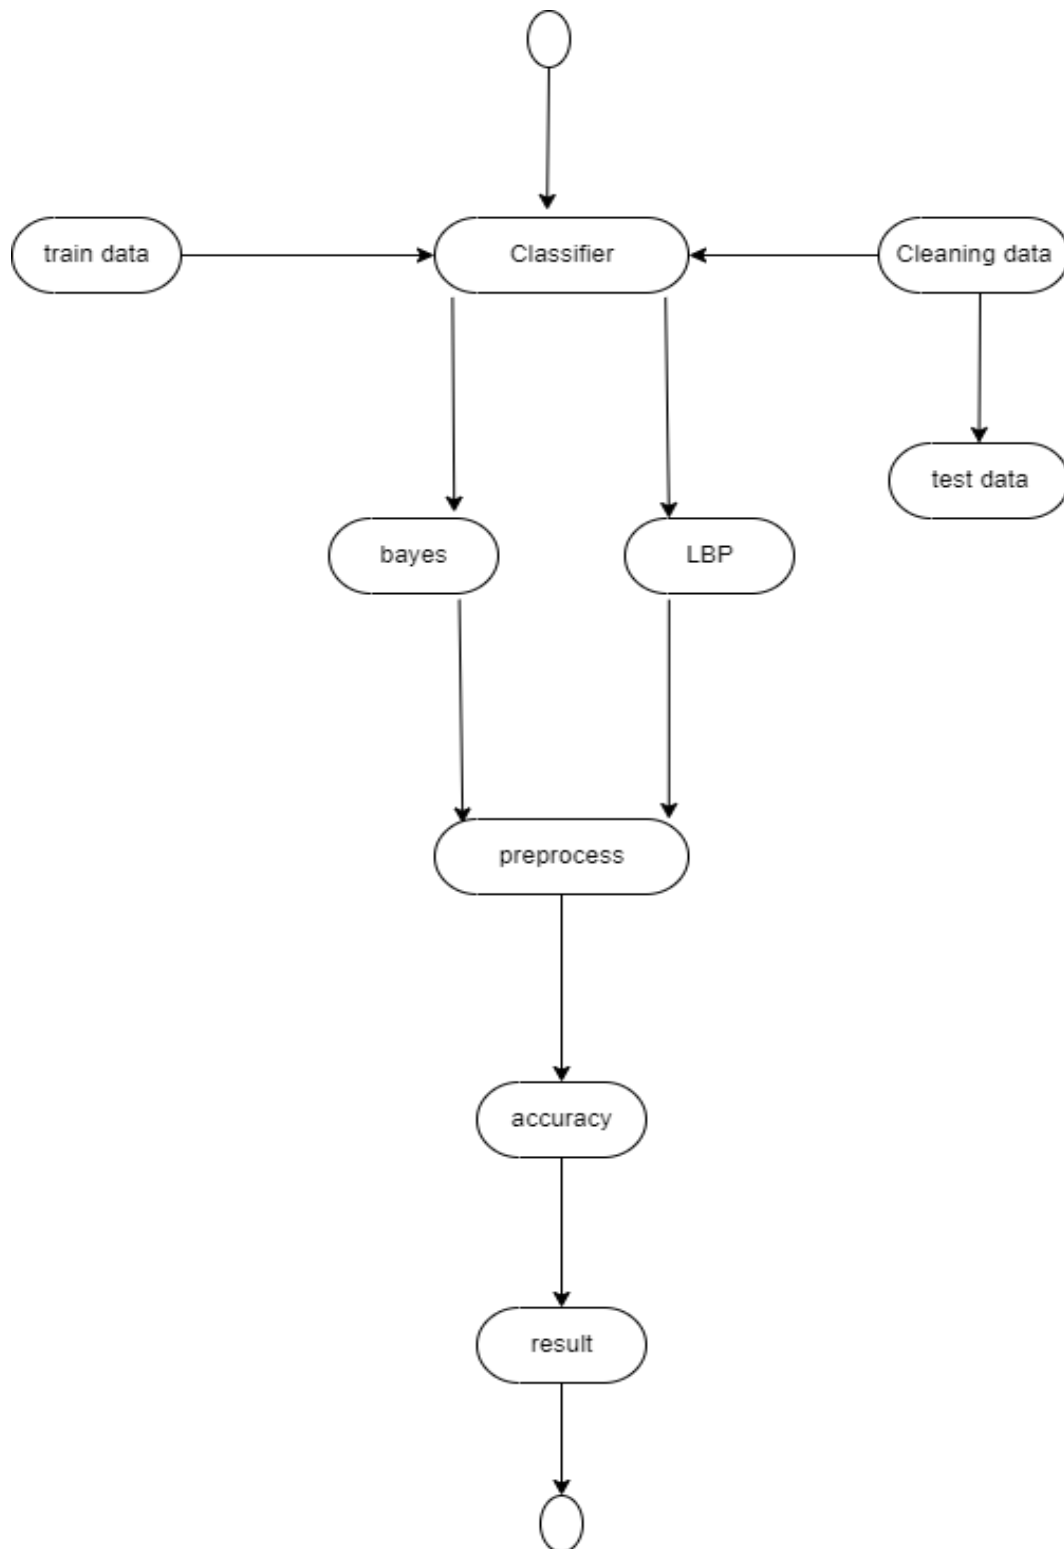 train data
Classifier
Cleaning data
test data
bayes
LBP
preprocess
accuracy
result